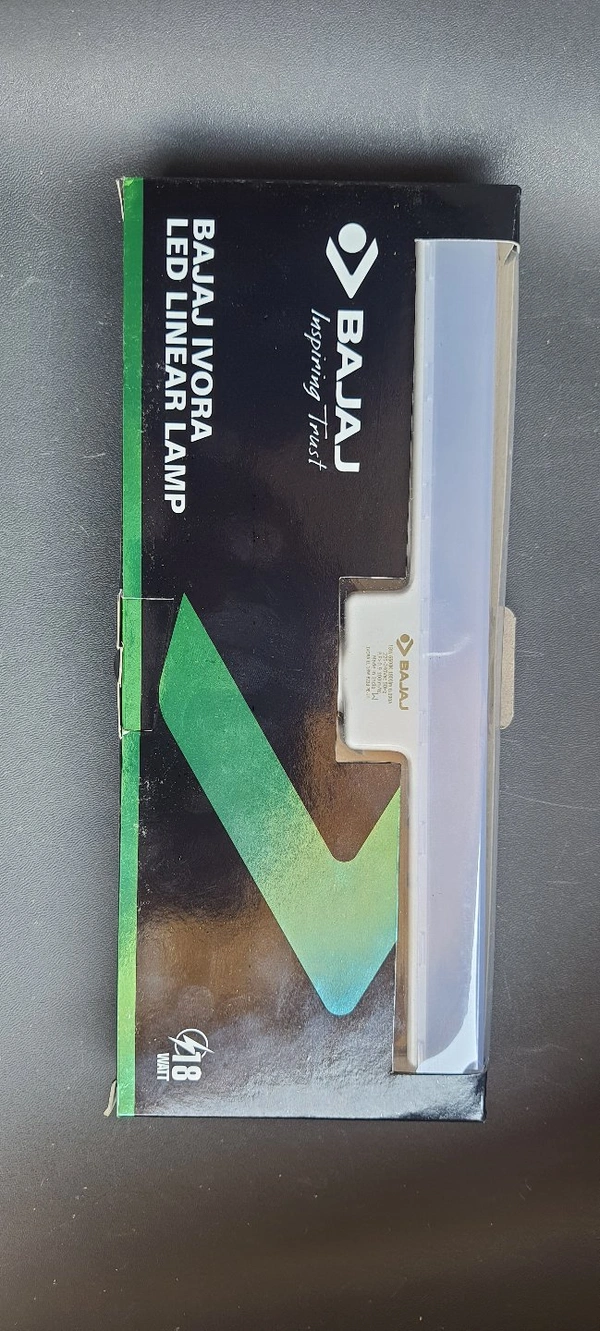 BAJAJ
Inspiring Trust
BAJAJ
BAJAJ IVORA
LED LINEAR LAMP
18
WATT